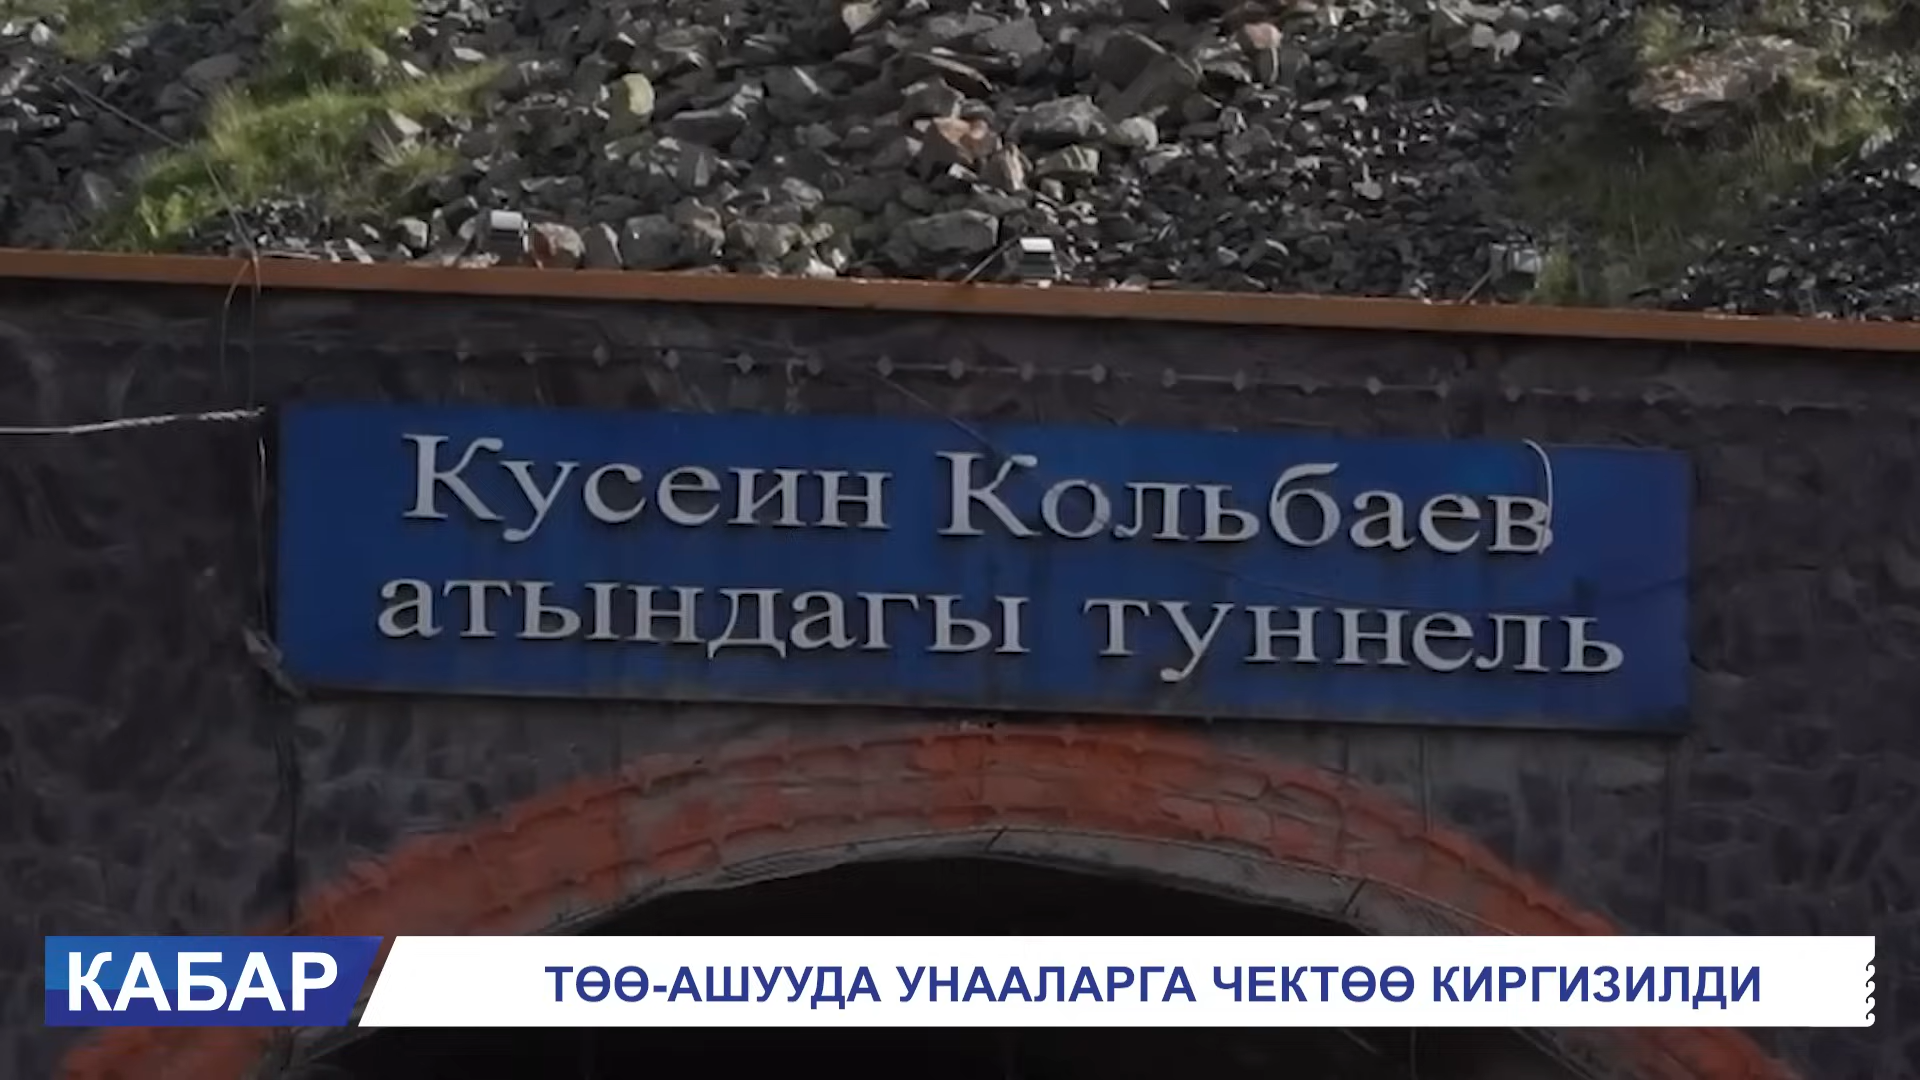 Кусеин Кольбаев
атындагы туннель
КАБАР
ТӨӨ-АШУУДА УНААЛАРГА ЧЕКТӨӨ КИРГИЗИЛДИ